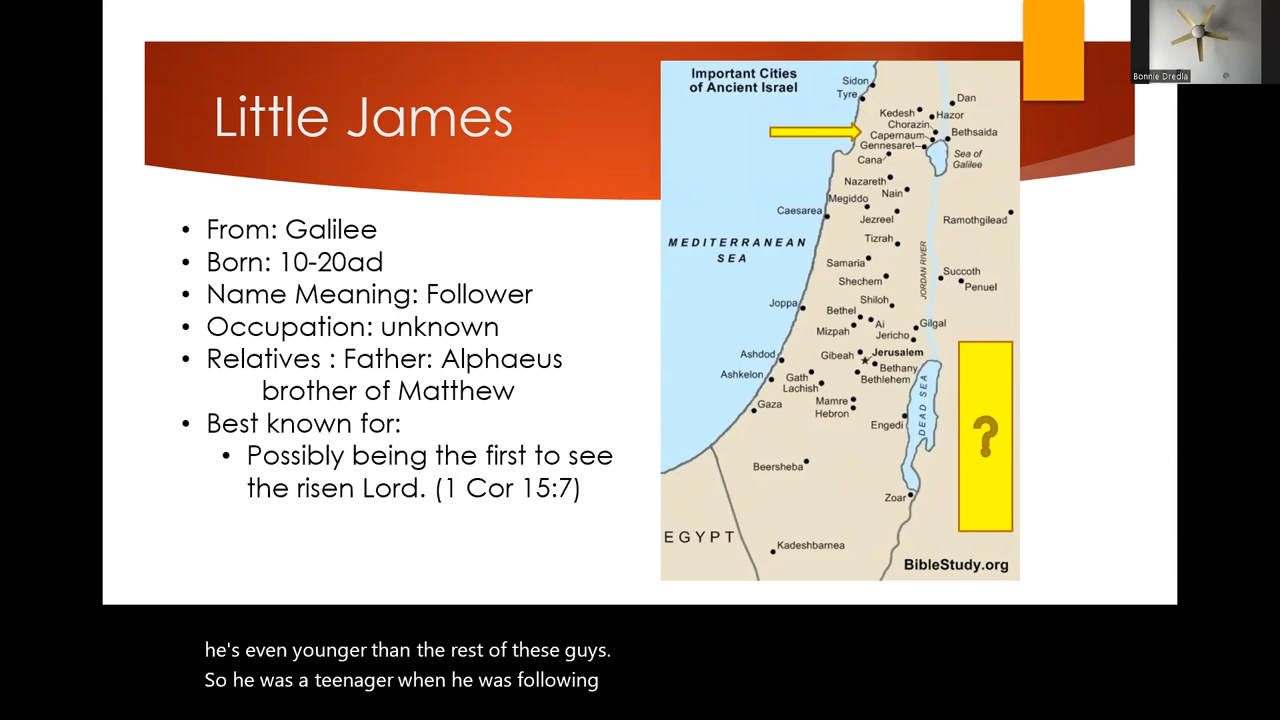 Little James
• From: Galilee
• Born: 10-20ad
• Name Meaning: Follower
• Occupation: unknown
• Relatives : Father: Alphaeus
brother of Matthew
• Best known for:
• Possibly being the first to see
the risen Lord. (1 Cor 15:7)
Important Cities
of Ancient Israel
Sidon
Tyre
Dan
Kedesh
Hazor
Chorazin
Capernaum
Bethsaida
Gennesaret
Cana
Sea of
Galilee
Nazareth
Nain
Megiddo
Caesarea
Jezreel
Ramothgilead
Tizrah
MEDITERRANEAN
SEA
JORDAN RIVER
Samaria
Shechem
Succoth
Penuel
Joppa
Shiloh
Bethel
Ai
Gilgal
Mizpah
Jericho
Ashdod
Gibeah
Jerusalem
Bethany
Ashkelon
Gath
Bethlehem
Lachish
DEAD SEA
Gaza
Mamre
Hebron
Engedi
?
Beersheba
Zoar
EGYPT
Kadeshbarnea
BibleStudy.org
Bonnie Dredla
he's even younger than the rest of these guys.
So he was a teenager when he was following